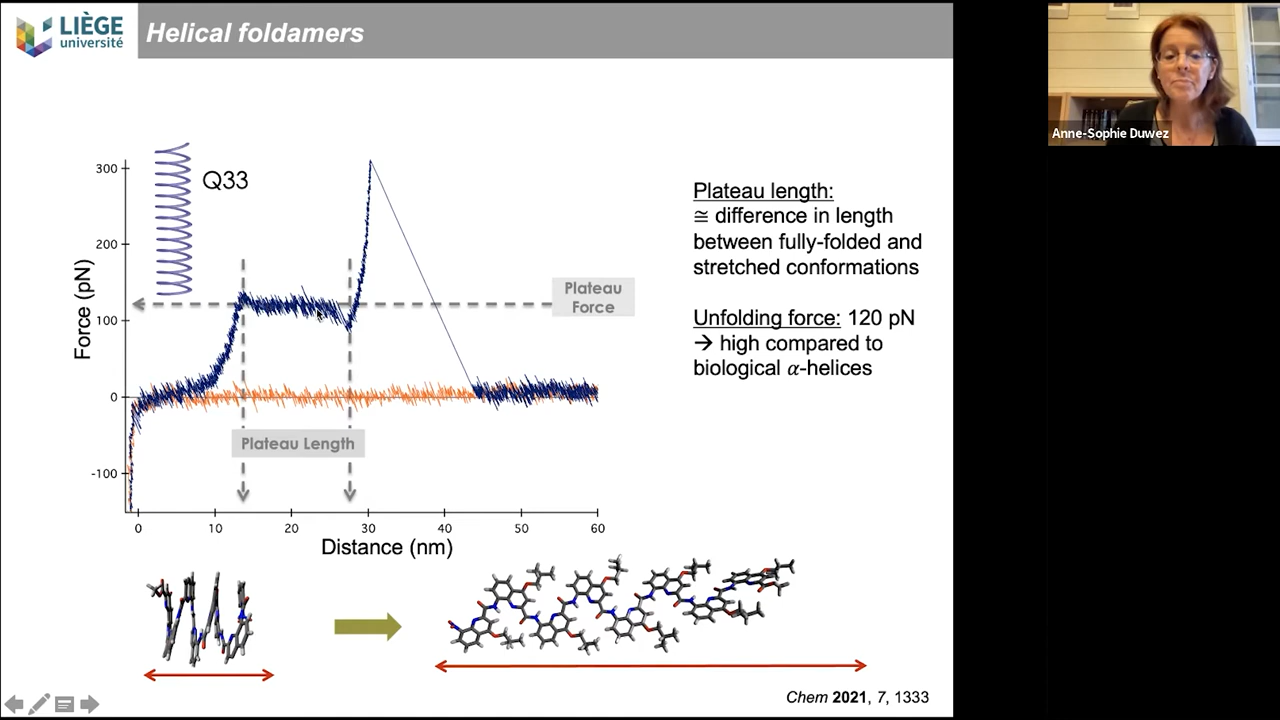 LIÈGE
université
Helical foldamers
Anne-Sophie Duwez
Q33
300
200
100
0
-100
Force (pN)
0
10
20
30
40
50
60
Distance (nm)
Plateau
Force
Plateau Length
Plateau length:
≅ difference in length
between fully-folded and
stretched conformations
Unfolding force: 120 pN
→ high compared to
biological α-helices
Chem 2021, 7, 1333